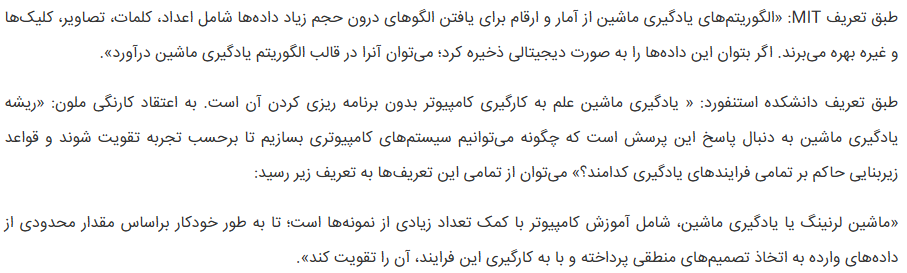 طبق تعریف MIT: «الگوریتم‌های یادگیری ماشین از آمار و ارقام برای یافتن الگوهای درون حجم زیاد داده‌ها شامل اعداد، کلمات، تصاویر، کلیک‌ها
و غیره بهره می‌برند. اگر بتوان این داده‌ها را به صورت دیجیتالی ذخیره کرد؛ می‌توان آنرا در قالب الگوریتم یادگیری ماشین درآورد».
طبق تعریف دانشکده استنفورد: « یادگیری ماشین علم به کارگیری کامپیوتر بدون برنامه ریزی کردن آن است. به اعتقاد کارنگی ملون: «ریشه
یادگیری ماشین به دنبال پاسخ این پرسش است که چگونه می‌توانیم سیستم‌های کامپیوتری بسازیم تا برحسب تجربه تقویت شوند و قواعد
زیربنایی حاکم بر تمامی فرایندهای یادگیری کدامند؟» می‌توان از تمامی این تعریف‌ها به تعریف زیر رسید:
«ماشین لرنینگ یا یادگیری ماشین، شامل آموزش کامپیوتر با کمک تعداد زیادی از نمونه‌ها است؛ تا به طور خودکار براساس مقدار محدودی از
داده‌های وارده به اتخاذ تصمیم‌های منطقی پرداخته و با به کارگیری این فرایند، آن را تقویت کند».